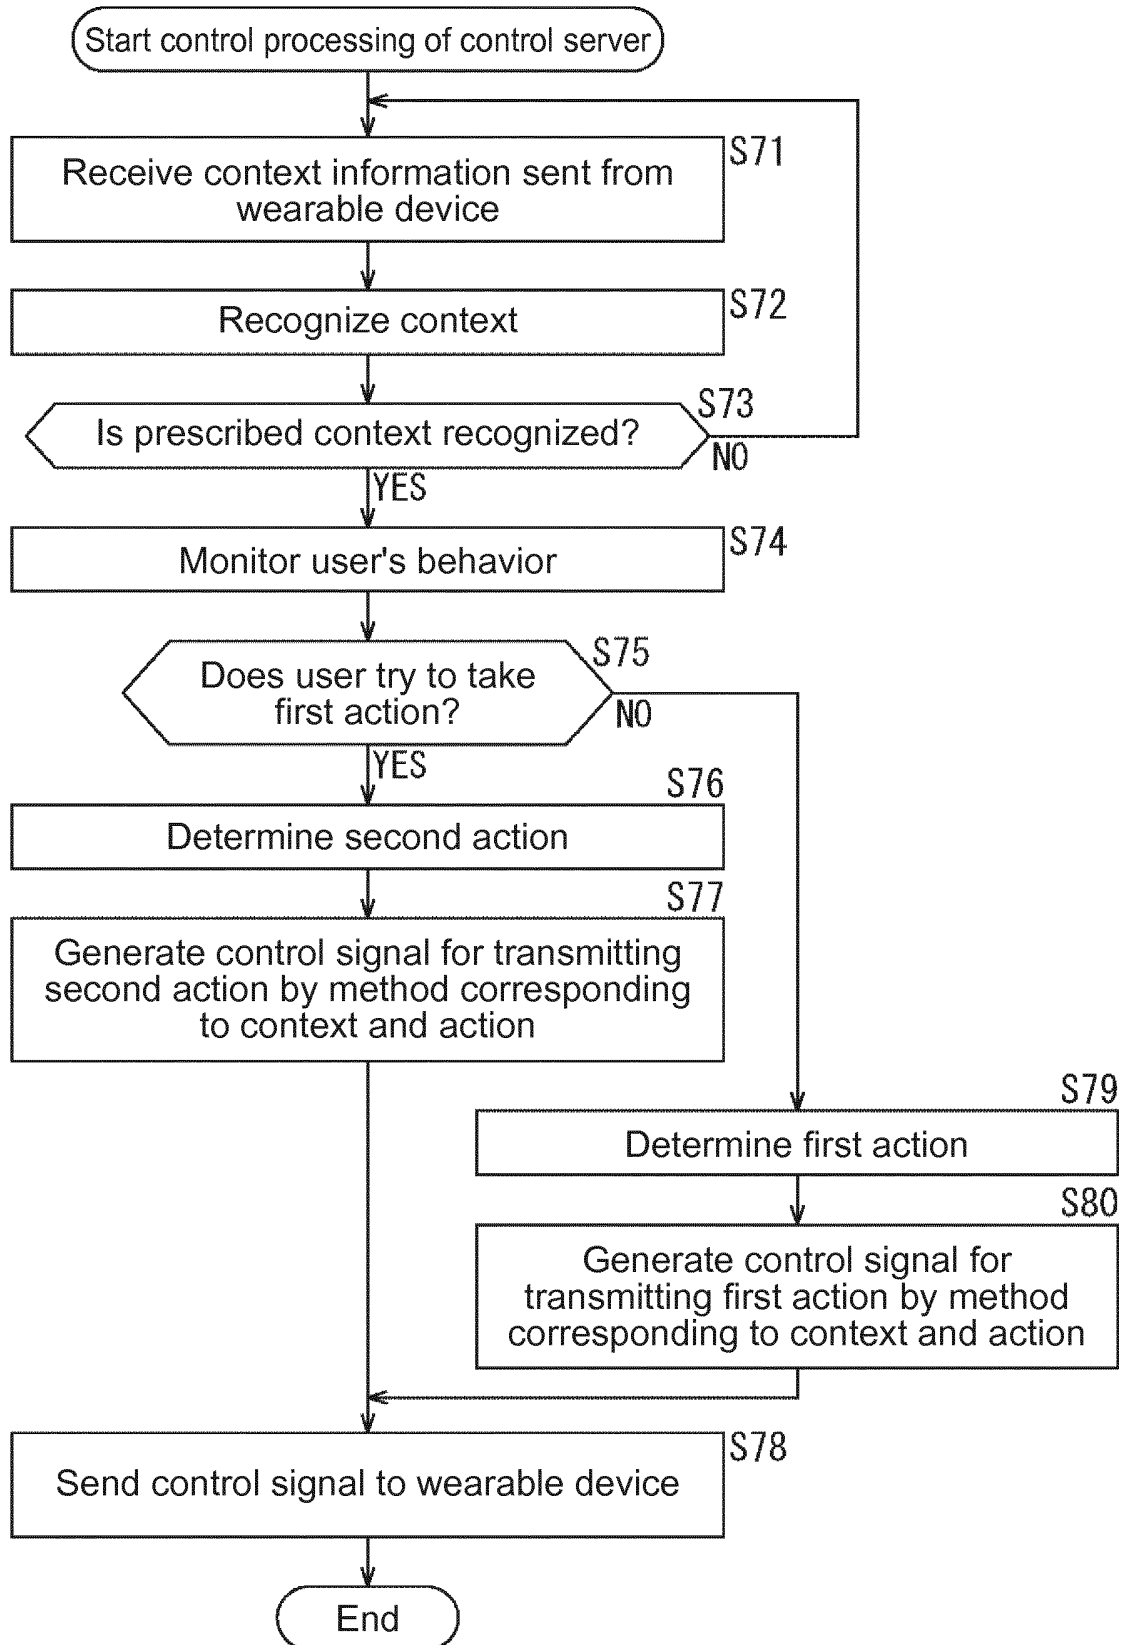 Start control processing of control server
S71
Receive context information sent from
wearable device
S72
Recognize context
S73
Is prescribed context recognized?
NO
YES
S74
Monitor user's behavior
S75
Does user try to take
first action?
NO
YES
S76
Determine second action
S77
Generate control signal for transmitting
second action by method corresponding
to context and action
S79
Determine first action
S80
Generate control signal for
transmitting first action by method
corresponding to context and action
S78
Send control signal to wearable device
End